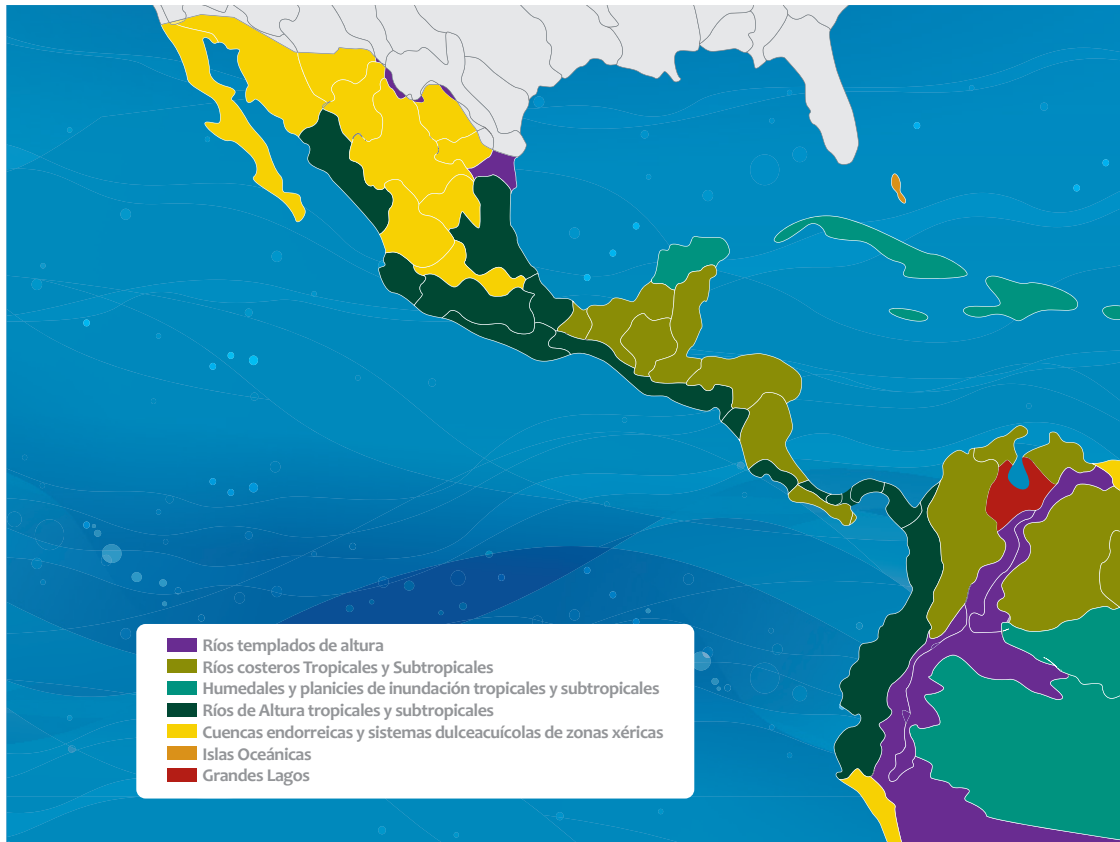 Ríos templados de altura
Ríos costeros Tropicales y Subtropicales
Humedales y planicies de inundación tropicales y subtropicales
Ríos de Altura tropicales y subtropicales
Cuencas endorreicas y sistemas dulceacuícolas de zonas xéricas
Islas Oceánicas
Grandes Lagos